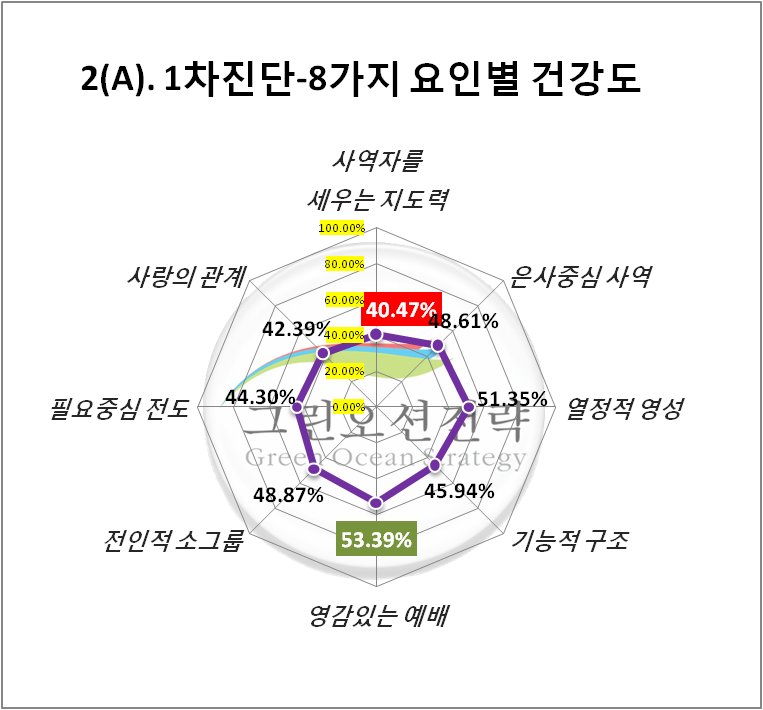 2(A). 1차진단-8가지 요인별 건강도
사역자를
세우는 지도력
100.00%
80.00%
60.00%
40.00%
20.00%
0.00%
사랑의 관계
은사중심 사역
40.47%
42.39%
48.61%
필요중심 전도
44.30%
51.35%
열정적 영성
그린오션전략
Green Ocean Strategy
48.87%
45.94%
전인적 소그룹
53.39%
기능적 구조
영감있는 예배